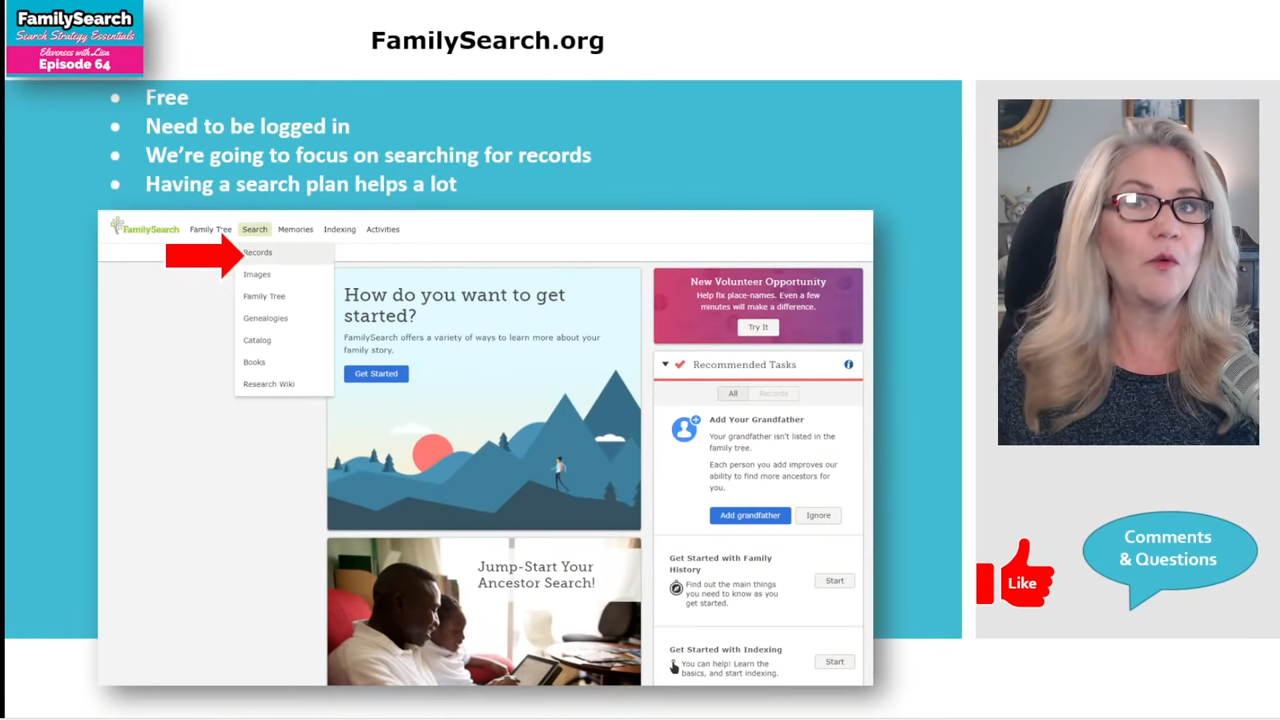 FamilySearch
Search Strategy Essentials
Elevenses with Lisa
Episode 64
FamilySearch.org
Free
Need to be logged in
We're going to focus on searching for records
Having a search plan helps a lot
FamilySearch Family Tree Search Memories Indexing Activities
Records
Images
Family Tree
Genealogies
Catalog
Books
Research Wiki
How do you want to get
started?
FamilySearch offers a variety of ways to learn more about your
family story.
Get Started
Jump-Start Your
Ancestor Search!
New Volunteer Opportunity
Help fix place-names. Even a few
minutes will make a difference.
Try It
Recommended Tasks
All Records
Add Your Grandfather
Your grandfather isn't listed in the
family tree.
Each person you add improves our
ability to find more ancestors for
you.
Add grandfather Ignore
Get Started with Family
History
Find out the main things
you need to know as you
get started.
Start
Get Started with Indexing
You can help! Learn the
basics, and start indexing.
Start
Like
Comments
& Questions